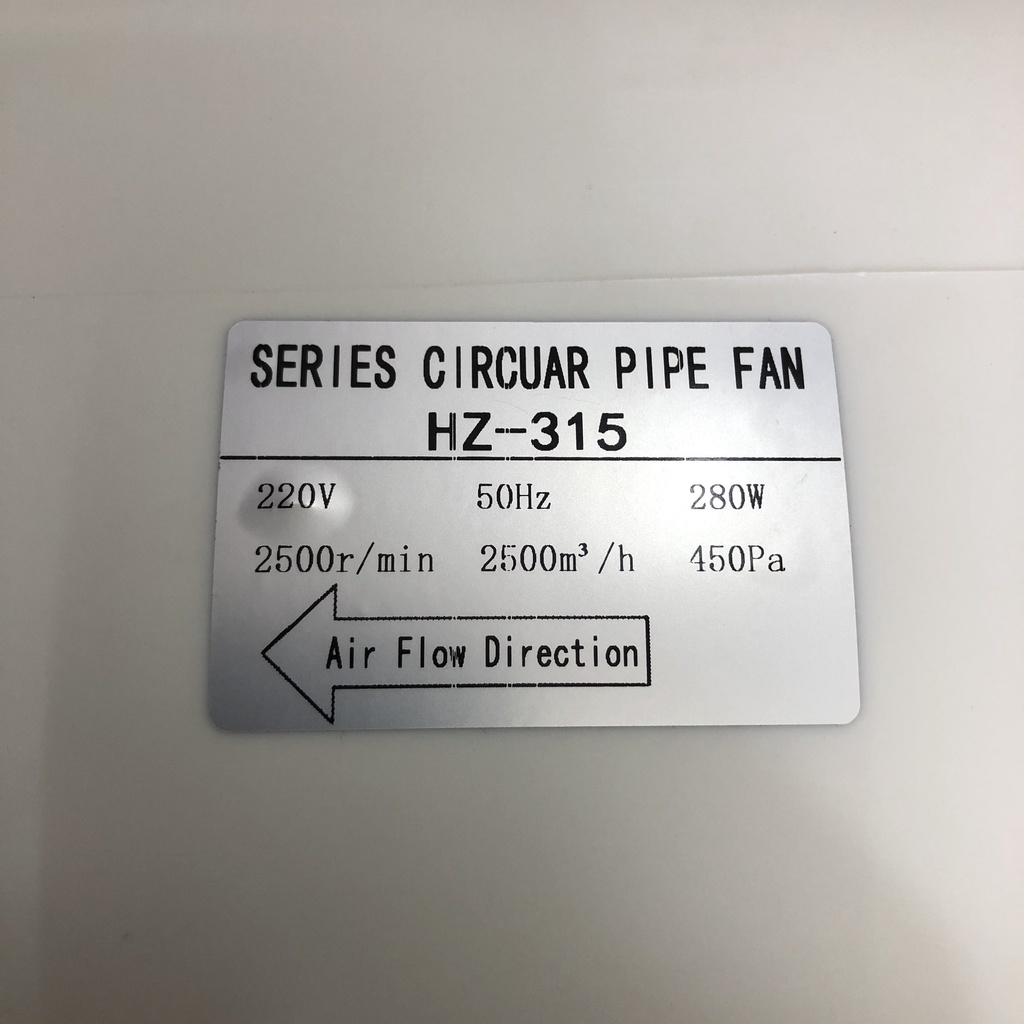 SERIES CIRCUAR PIPE FAN
HZ-315
220V 50Hz 280W
2500r/min 2500m³/h 450Pa
Air Flow Direction